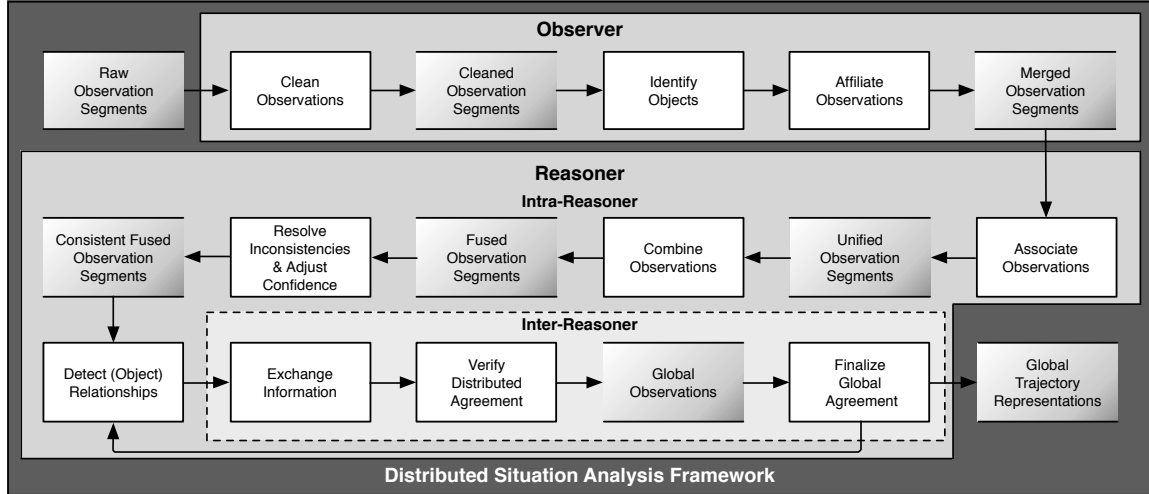 Observer
Raw
Observation
Segments
Clean
Observations
Cleaned
Observation
Segments
Identify
Objects
Affiliate
Observations
Merged
Observation
Segments
Reasoner
Intra-Reasoner
Consistent Fused
Observation
Segments
Resolve
Inconsistencies
& Adjust
Confidence
Fused
Observation
Segments
Combine
Observations
Unified
Observation
Segments
Associate
Observations
Inter-Reasoner
Detect (Object)
Relationships
Exchange
Information
Verify
Distributed
Agreement
Global
Observations
Finalize
Global
Agreement
Global
Trajectory
Representations
Distributed Situation Analysis Framework